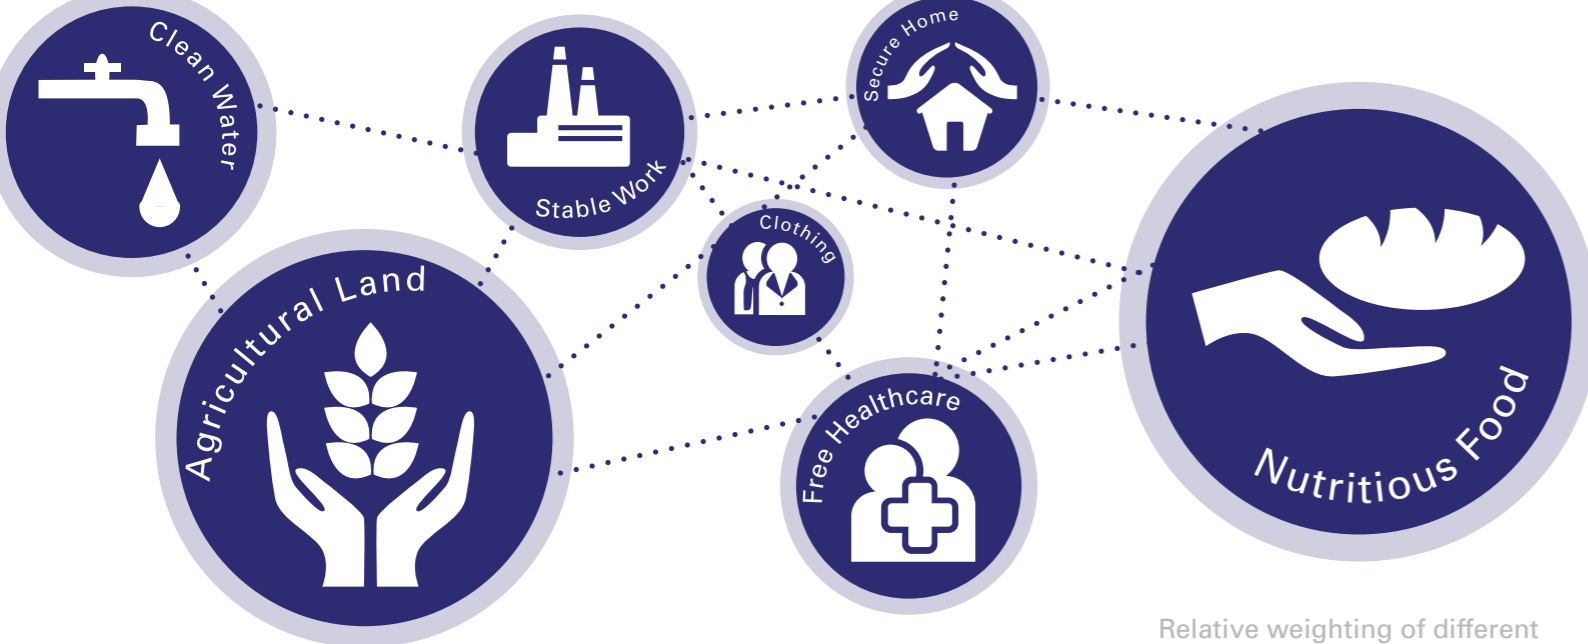 Clean Water
Stable Work
Secure Home
Clothing
Agricultural Land
Free Healthcare
Nutritious Food
Relative weighting of different